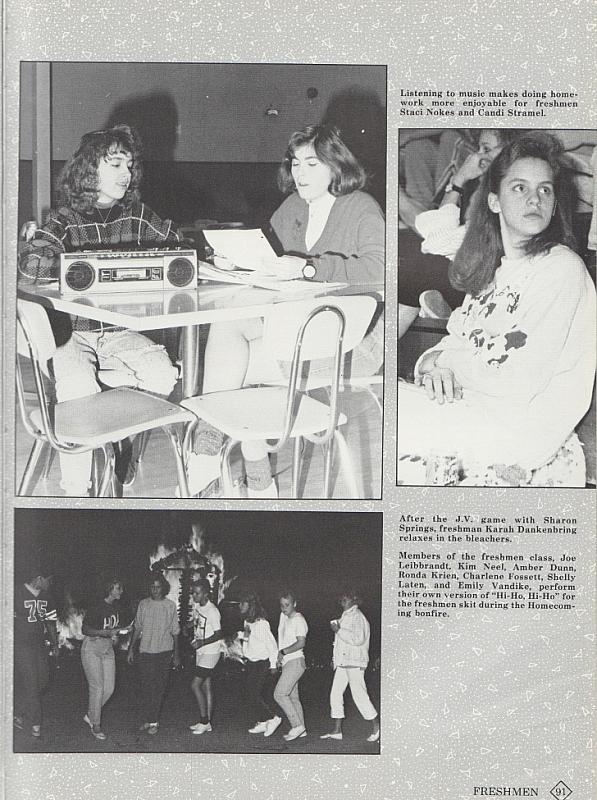 Listening to music makes doing home-
work more enjoyable for freshmen
Staci Nokes and Candi Stramel.
After the J.V. game with Sharon
Springs, freshman Karah Dankenbring
relaxes in the bleachers.
Members of the freshmen class, Joe
Leibbrandt, Kim Neel, Amber Dunn,
Ronda Krien, Charlene Fossett, Shelly
Laten, and Emily Vandike, perform
their own version of "Hi-Ho, Hi-Ho" for
the freshmen skit during the Homecom-
ing bonfire.
75
FRESHMEN 91